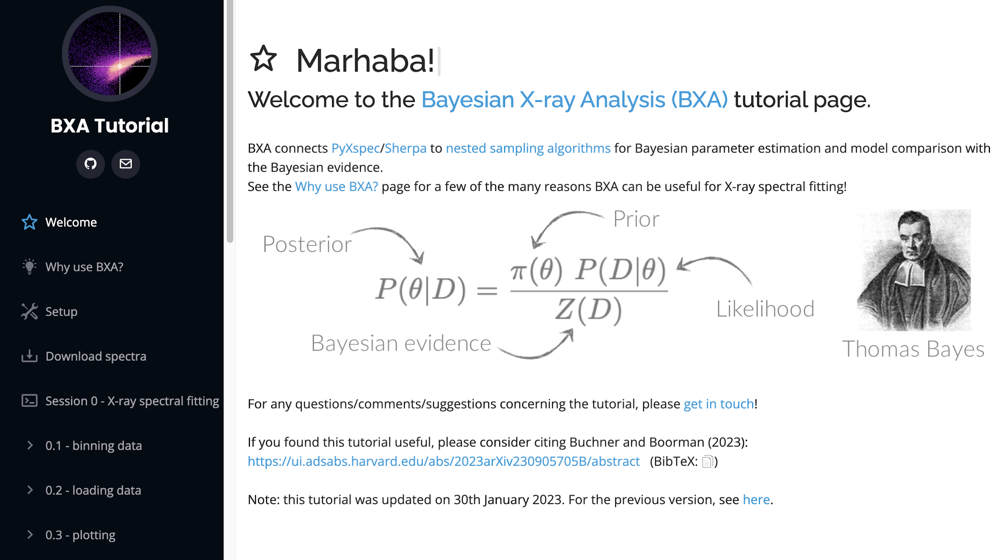 BXA Tutorial
Welcome
Why use BXA?
Setup
Download spectra
Session 0 - X-ray spectral fitting
0.1 - binning data
0.2 - loading data
0.3 - plotting
Marhaba!
Welcome to the Bayesian X-ray Analysis (BXA) tutorial page.
BXA connects PyXspec/Sherpa to nested sampling algorithms for Bayesian parameter estimation and model comparison with
the Bayesian evidence.
See the Why use BXA? page for a few of the many reasons BXA can be useful for X-ray spectral fitting!
Prior
Posterior
π(θ) P(D|θ)
P(θ|D) =
Z(D)
Likelihood
Bayesian evidence
Thomas Bayes
For any questions/comments/suggestions concerning the tutorial, please get in touch!
If you found this tutorial useful, please consider citing Buchner and Boorman (2023):
https://ui.adsabs.harvard.edu/abs/2023arXiv230905705B/abstract (BibTeX: )
Note: this tutorial was updated on 30th January 2023. For the previous version, see here.